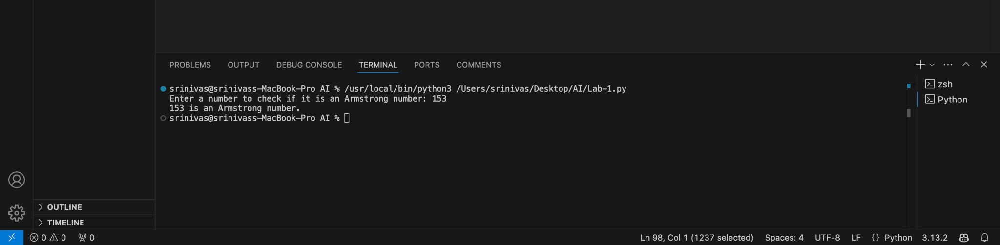 PROBLEMS OUTPUT DEBUG CONSOLE TERMINAL PORTS COMMENTS
srinivas@srinivass-MacBook-Pro AI % /usr/local/bin/python3 /Users/srinivas/Desktop/AI/Lab-1.py
Enter a number to check if it is an Armstrong number: 153
153 is an Armstrong number.
srinivas@srinivass-MacBook-Pro AI %
zsh
Python
OUTLINE
TIMELINE
0 0 0 Ln 98, Col 1 (1237 selected) Spaces: 4 UTF-8 LF {} Python 3.13.2